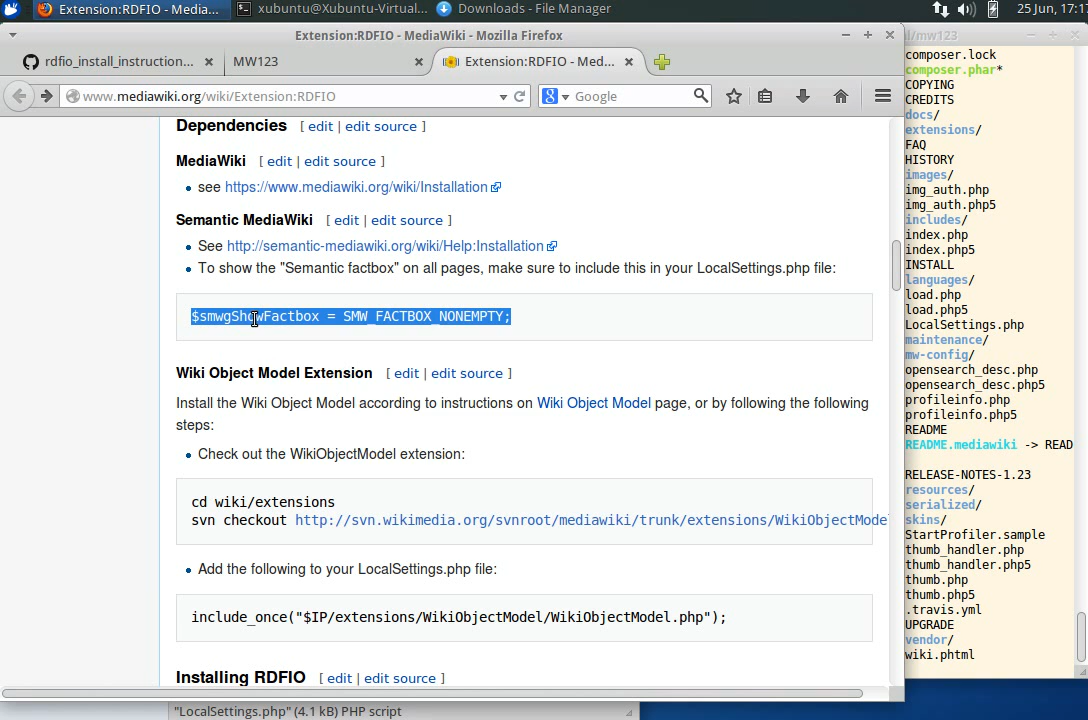 Extension:RDFIO - Media...
xubuntu@Xubuntu-Virtual...
Downloads - File Manager
25 Jun, 17:1
Extension:RDFIO - MediaWiki - Mozilla Firefox
l/mw123
rdfio_install_instruction...
MW123
Extension:RDFIO - Med...
www.mediawiki.org/wiki/Extension:RDFIO
Google
Dependencies [ edit | edit source ]
MediaWiki [ edit | edit source ]
see https://www.mediawiki.org/wiki/Installation
Semantic MediaWiki [ edit | edit source ]
See http://semantic-mediawiki.org/wiki/Help:Installation
To show the "Semantic factbox" on all pages, make sure to include this in your LocalSettings.php file:
$smwgShowFactbox = SMW_FACTBOX_NONEMPTY;
Wiki Object Model Extension [ edit | edit source ]
Install the Wiki Object Model according to instructions on Wiki Object Model page, or by following the following
steps:
Check out the WikiObjectModel extension:
cd wiki/extensions
svn checkout http://svn.wikimedia.org/svnroot/mediawiki/trunk/extensions/WikiObjectMode
Add the following to your LocalSettings.php file:
include_once("$IP/extensions/WikiObjectModel/WikiObjectModel.php");
Installing RDFIO [ edit | edit source ]
composer.lock
composer.phar*
COPYING
CREDITS
docs/
extensions/
FAQ
HISTORY
images/
img_auth.php
img_auth.php5
includes/
index.php
index.php5
INSTALL
languages/
load.php
load.php5
LocalSettings.php
maintenance/
mw-config/
opensearch_desc.php
opensearch_desc.php5
profileinfo.php
profileinfo.php5
README
README.mediawiki -> READ
RELEASE-NOTES-1.23
resources/
serialized/
skins/
StartProfiler.sample
thumb_handler.php
thumb_handler.php5
thumb.php
thumb.php5
.travis.yml
UPGRADE
vendor/
wiki.phtml
"LocalSettings.php" (4.1 kB) PHP script